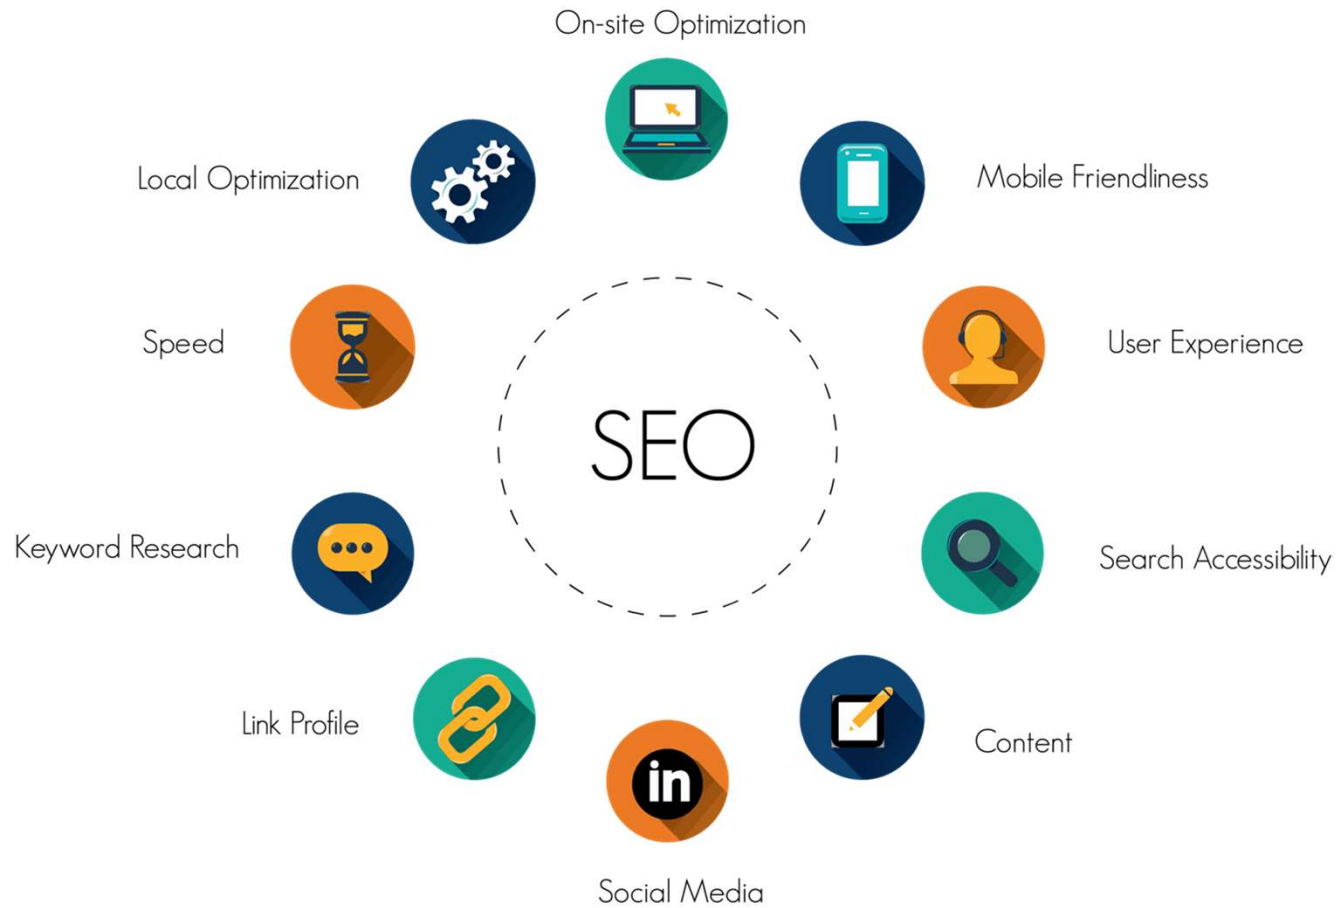 On-site Optimization
Local Optimization
Mobile Friendliness
Speed
User Experience
SEO
Keyword Research
Search Accessibility
Link Profile
Content
in
Social Media